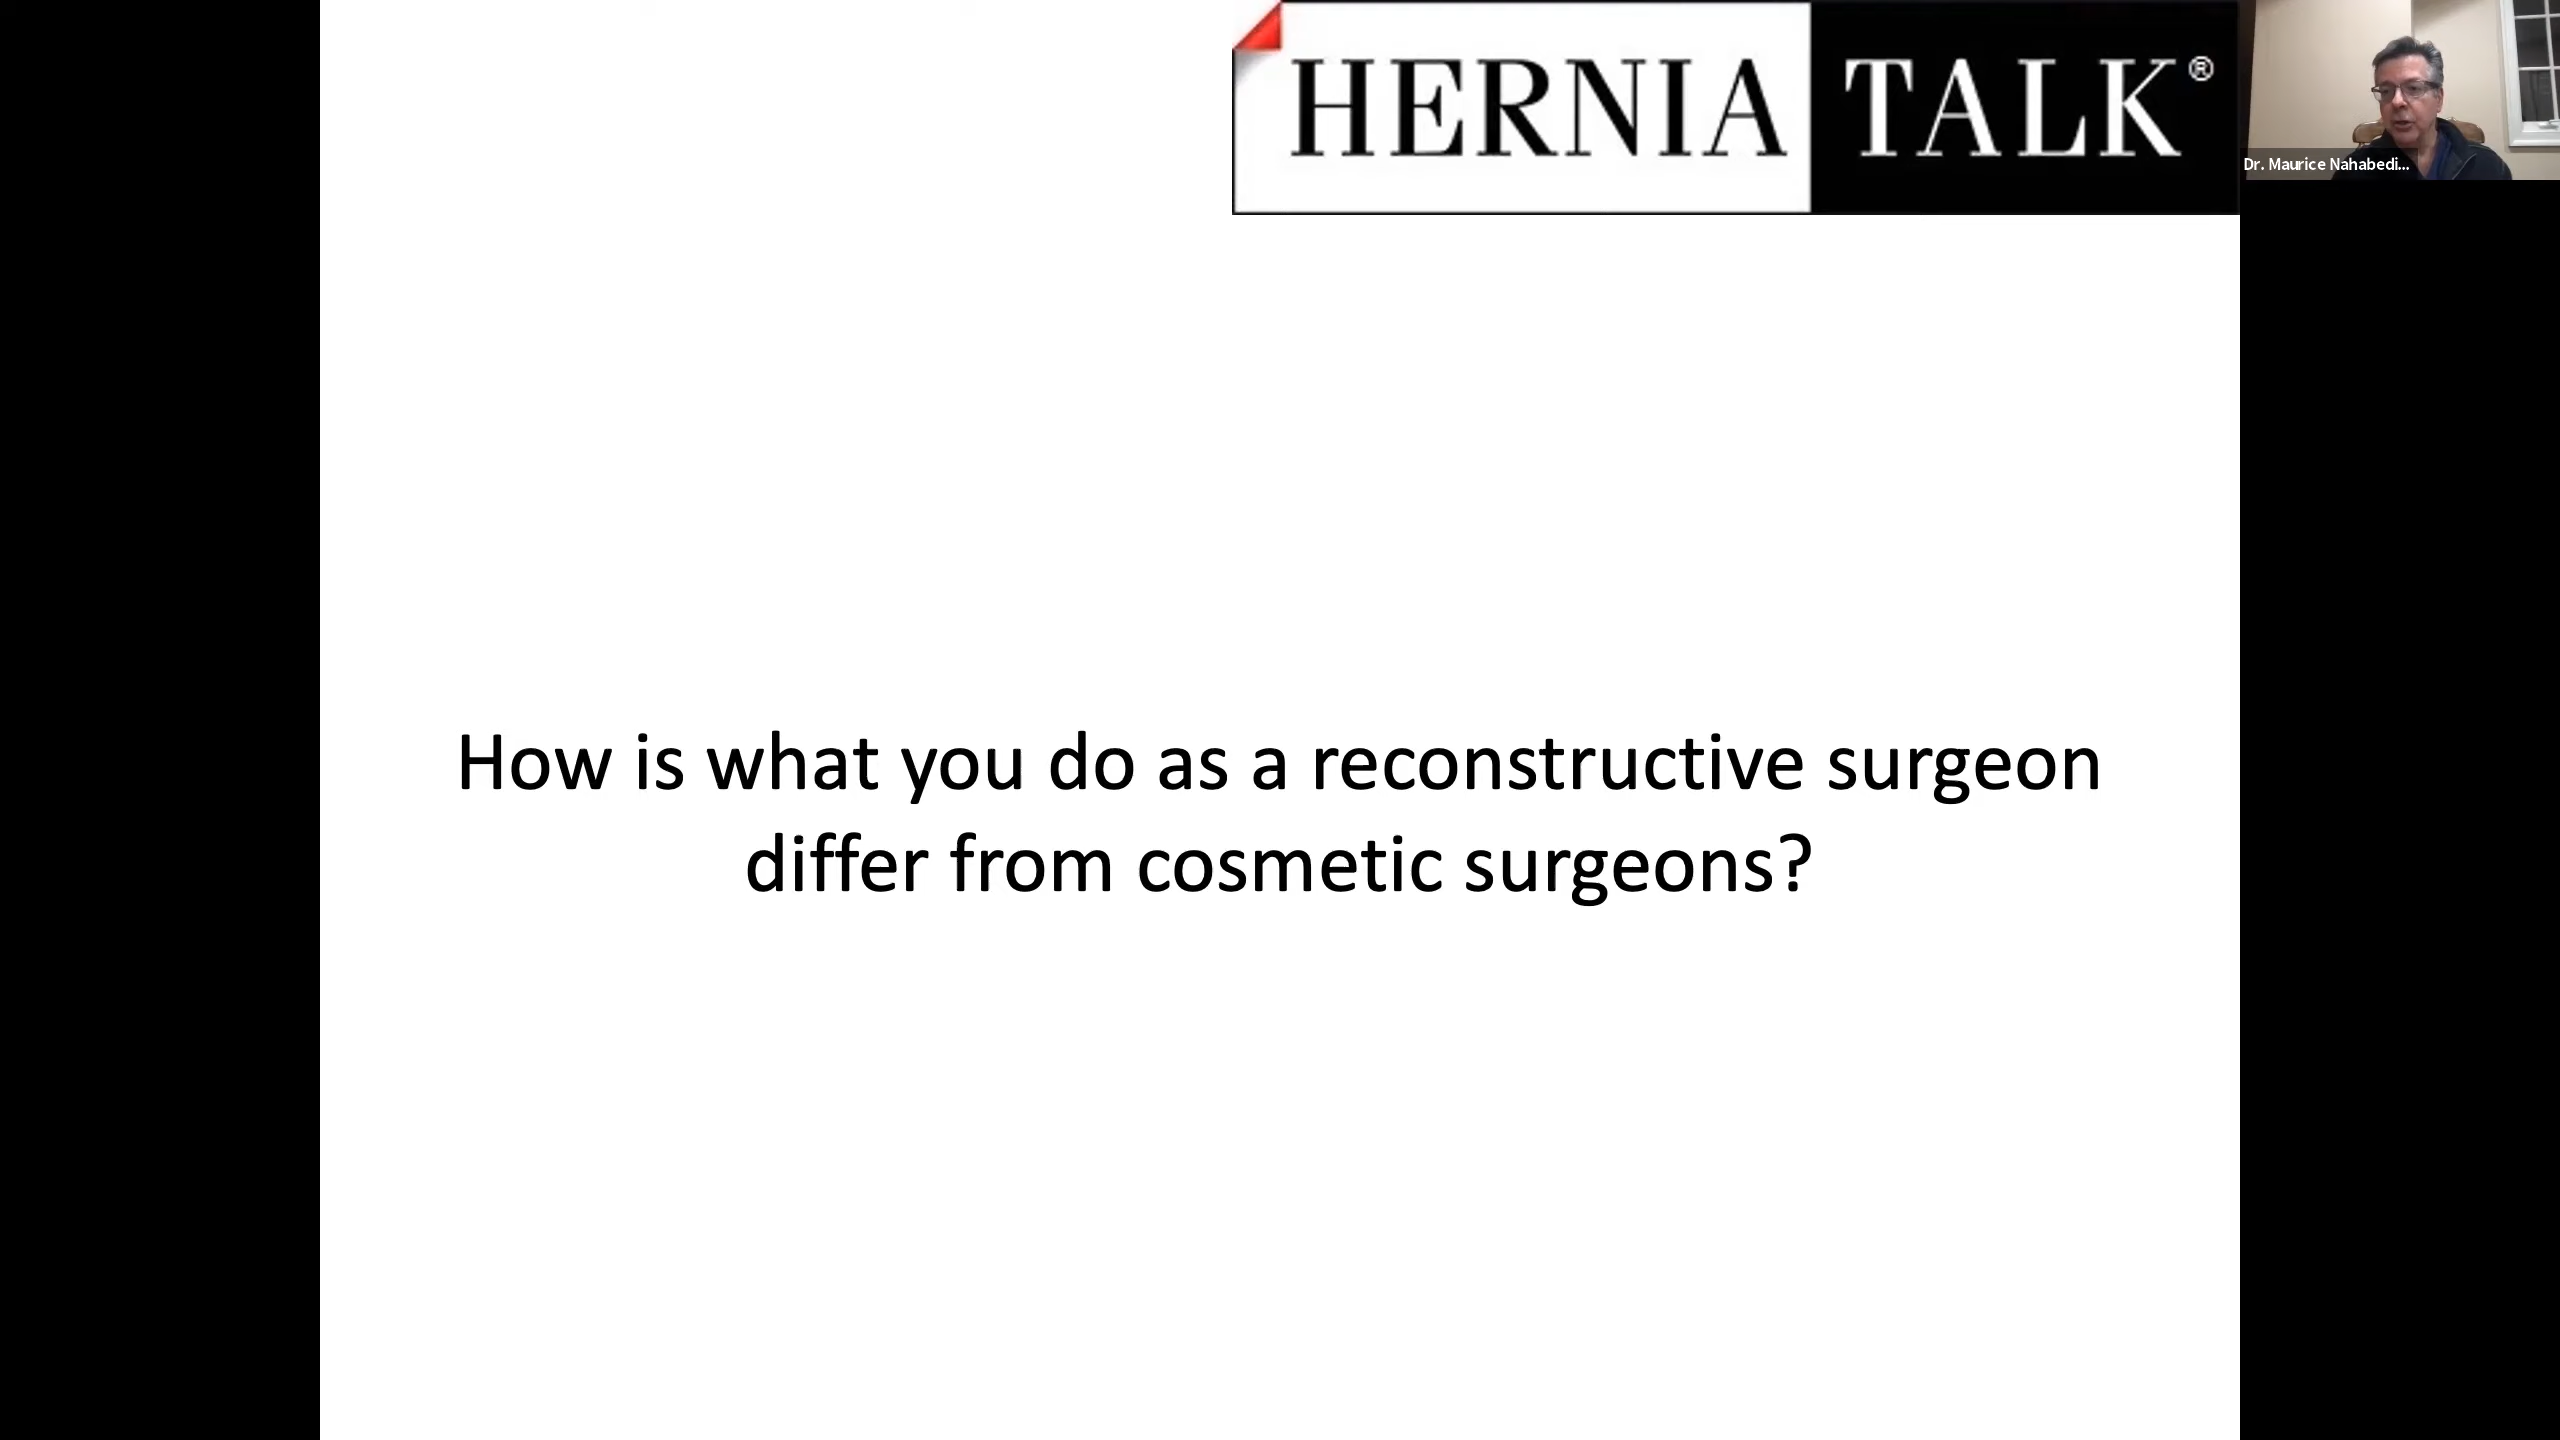 HERNIA TALK®
Dr. Maurice Nahabedi...
How is what you do as a reconstructive surgeon
differ from cosmetic surgeons?